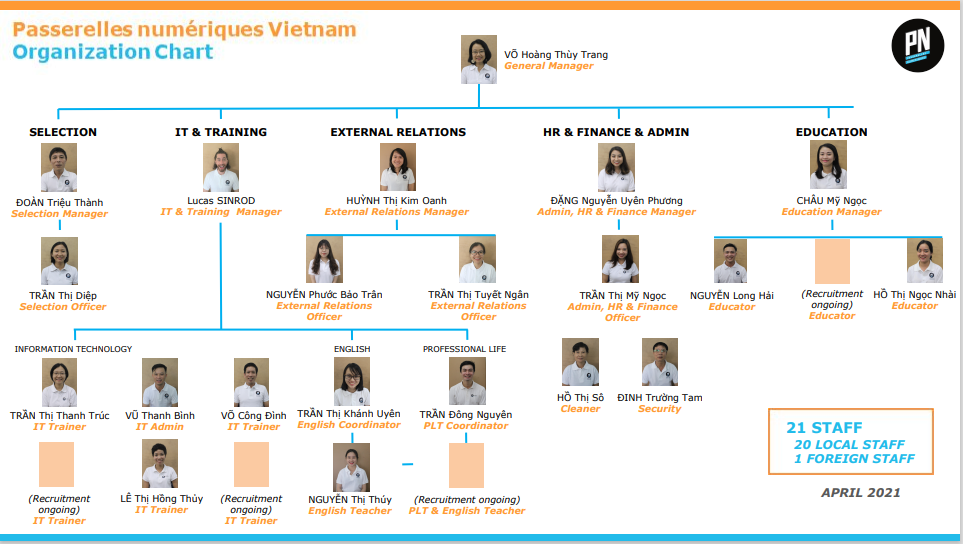 Passerelles numériques Vietnam
Organization Chart
PN
VÕ Hoàng Thùy Trang
General Manager
SELECTION
IT & TRAINING
EXTERNAL RELATIONS
HR & FINANCE & ADMIN
EDUCATION
ĐOÀN Triệu Thành
Selection Manager
Lucas SINROD
IT & Training Manager
HUỲNH Thị Kim Oanh
External Relations Manager
ĐẶNG Nguyễn Uyên Phương
Admin, HR & Finance Manager
CHÂU Mỹ Ngọc
Education Manager
TRẦN Thị Diệp
Selection Officer
NGUYỄN Phước Bảo Trân
External Relations
Officer
TRẦN Thị Tuyết Ngân
External Relations
Officer
TRẦN Thị Mỹ Ngọc
Admin, HR & Finance
Officer
NGUYỄN Long Hải
Educator
(Recruitment
ongoing)
Educator
HỒ Thị Ngọc Nhài
Educator
INFORMATION TECHNOLOGY
ENGLISH
PROFESSIONAL LIFE
TRẦN Thị Thanh Trúc
IT Trainer
VŨ Thanh Bình
IT Admin
VÕ Công Đình
IT Trainer
TRẦN Thị Khánh Uyên
English Coordinator
TRẦN Đông Nguyên
PLT Coordinator
HỒ Thị Sô
Cleaner
ĐINH Trường Tam
Security
(Recruitment
ongoing)
IT Trainer
LÊ Thị Hồng Thủy
IT Trainer
(Recruitment
ongoing)
IT Trainer
NGUYỄN Thị Thúy
English Teacher
(Recruitment ongoing)
PLT & English Teacher
21 STAFF
20 LOCAL STAFF
1 FOREIGN STAFF
APRIL 2021